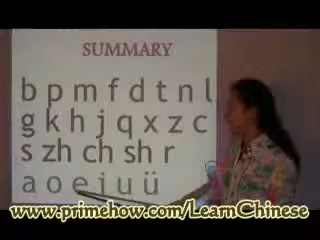 SUMMARY
b p m f d t n l
g k h j q x z c
s zh ch sh r
a o e i u ü
www.primehow.com/LearnChinese